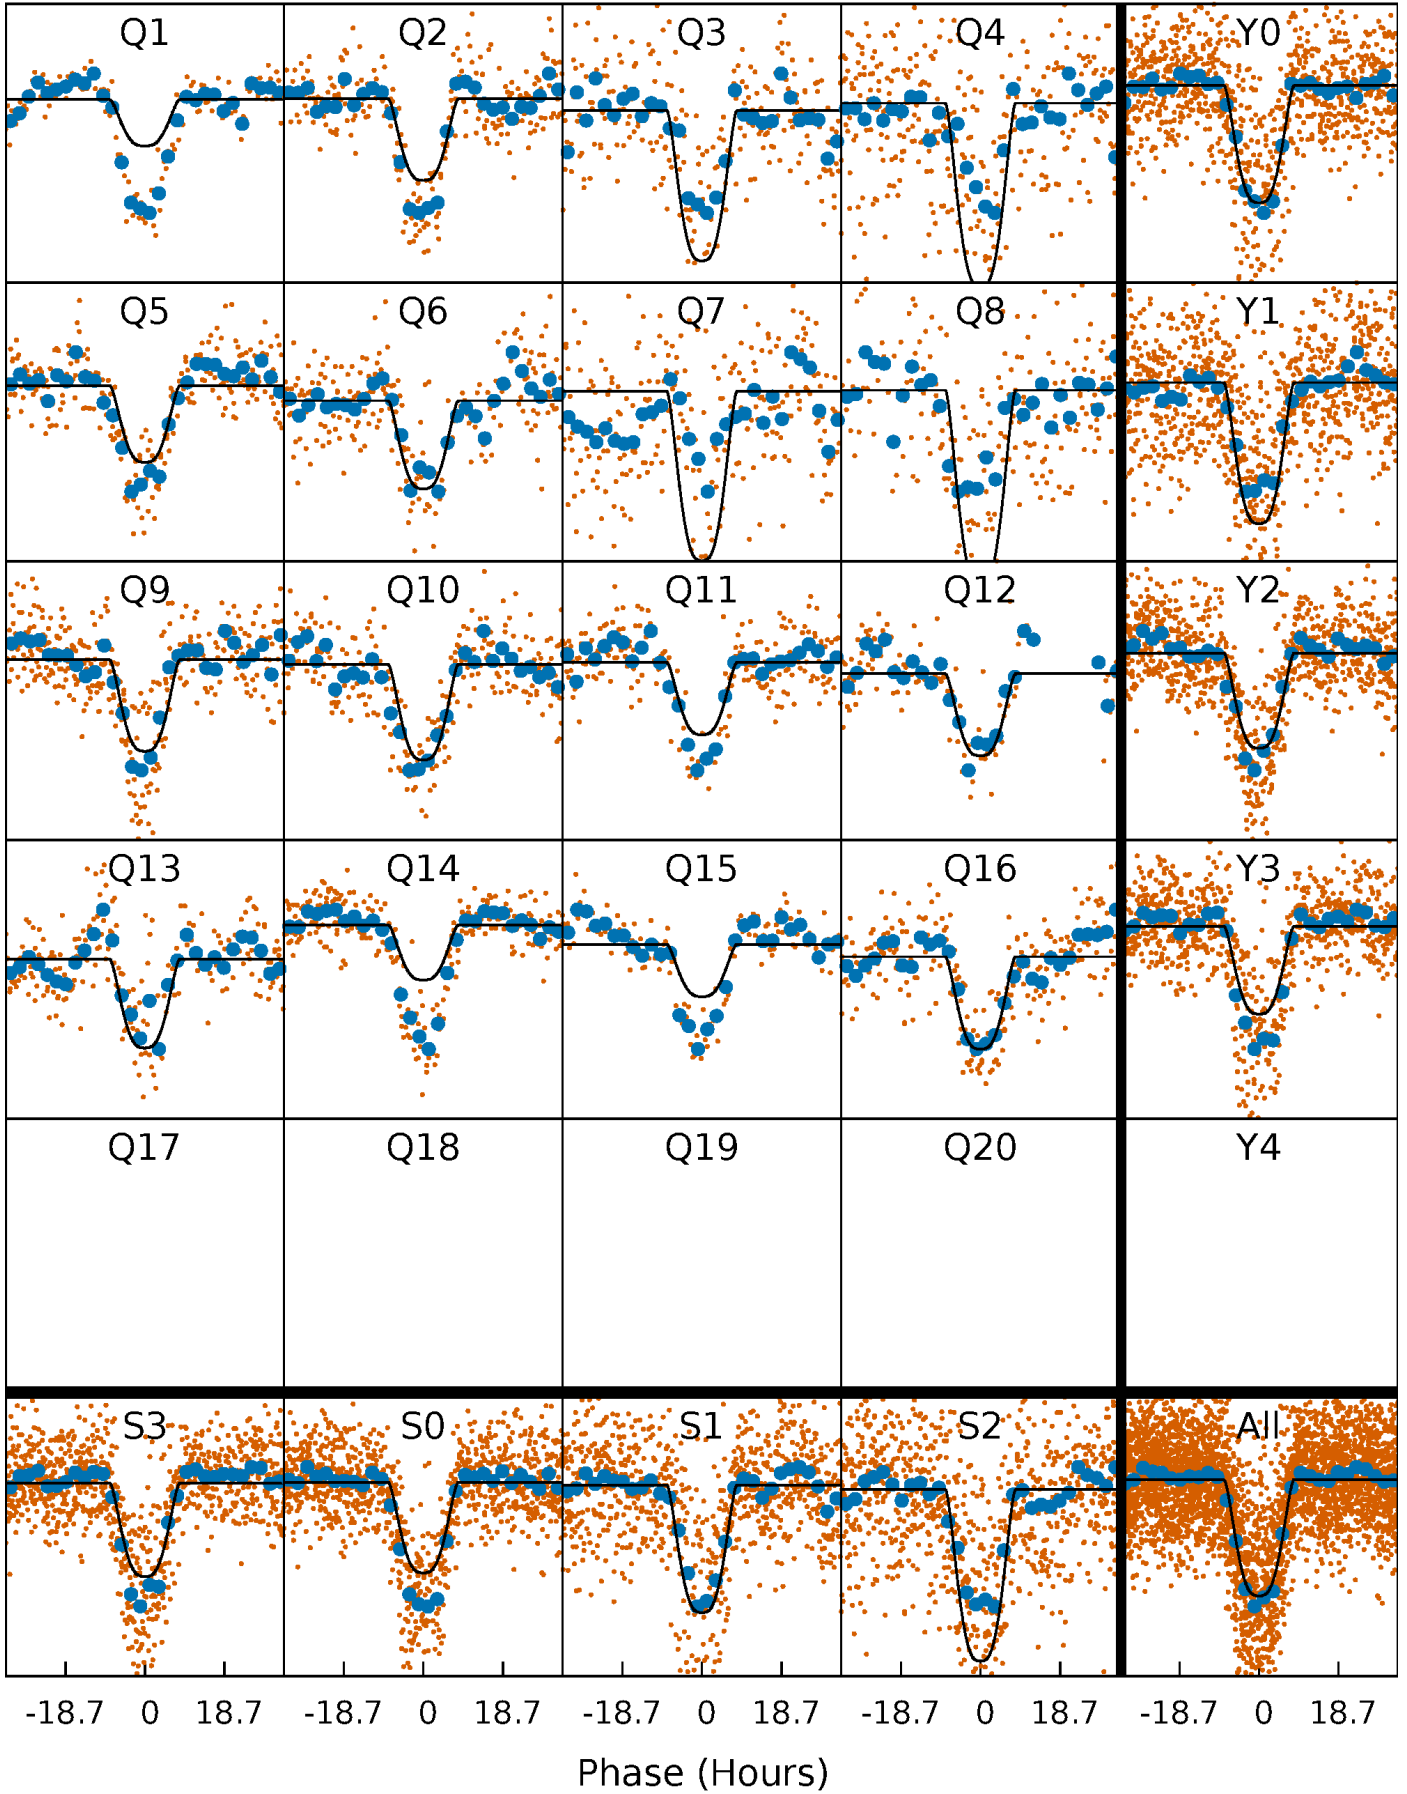 Q1 Q2 Q3 Q4 Y0
Q5 Q6 Q7 Q8 Y1
Q9 Q10 Q11 Q12 Y2
Q13 Q14 Q15 Q16 Y3
Q17 Q18 Q19 Q20 Y4
S3 S0 S1 S2 All
-18.7 0 18.7 -18.7 0 18.7 -18.7 0 18.7 -18.7 0 18.7 -18.7 0 18.7
Phase (Hours)